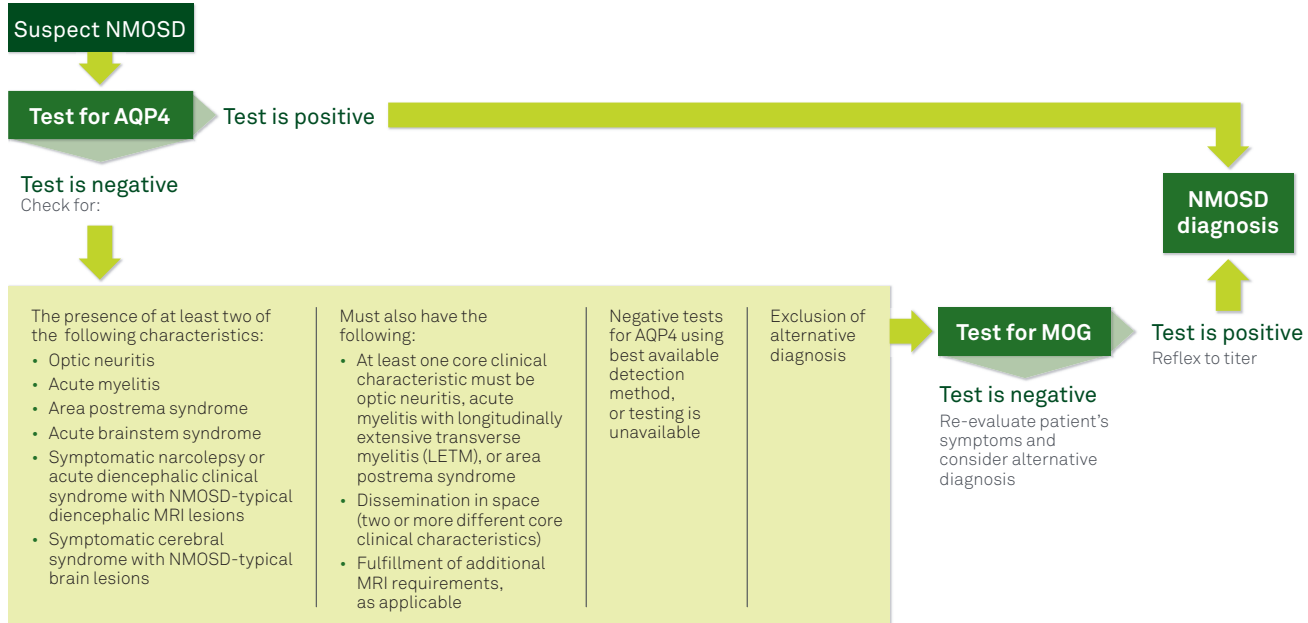 Suspect NMOSD
Test for AQP4
Test is positive
Test is negative
Check for:
NMOSD
diagnosis
The presence of at least two of
the following characteristics:
• Optic neuritis
• Acute myelitis
• Area postrema syndrome
• Acute brainstem syndrome
• Symptomatic narcolepsy or
acute diencephalic clinical
syndrome with NMOSD-typical
diencephalic MRI lesions
• Symptomatic cerebral
syndrome with NMOSD-typical
brain lesions
Must also have the
following:
• At least one core clinical
characteristic must be
optic neuritis, acute
myelitis with longitudinally
extensive transverse
myelitis (LETM), or area
postrema syndrome
• Dissemination in space
(two or more different core
clinical characteristics)
• Fulfillment of additional
MRI requirements,
as applicable
Negative tests
for AQP4 using
best available
detection
method,
or testing is
unavailable
Exclusion of
alternative
diagnosis
Test for MOG
Test is positive
Reflex to titer
Test is negative
Re-evaluate patient's
symptoms and
consider alternative
diagnosis